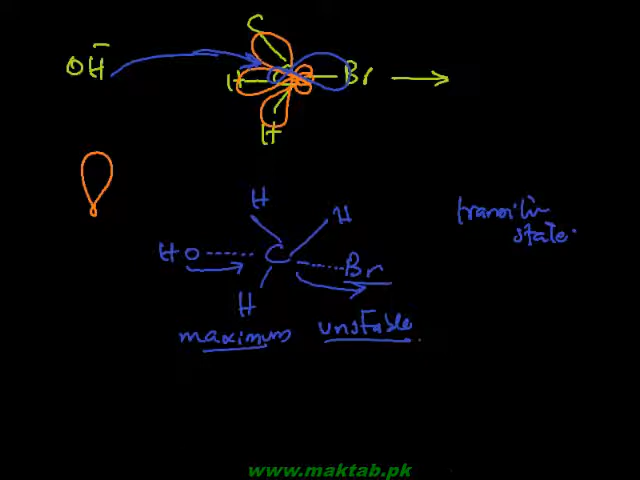 C
OH⁻
H C Br
H
H
H transition
HO C Br state.
H
maximum unstable.
www.maktab.pk